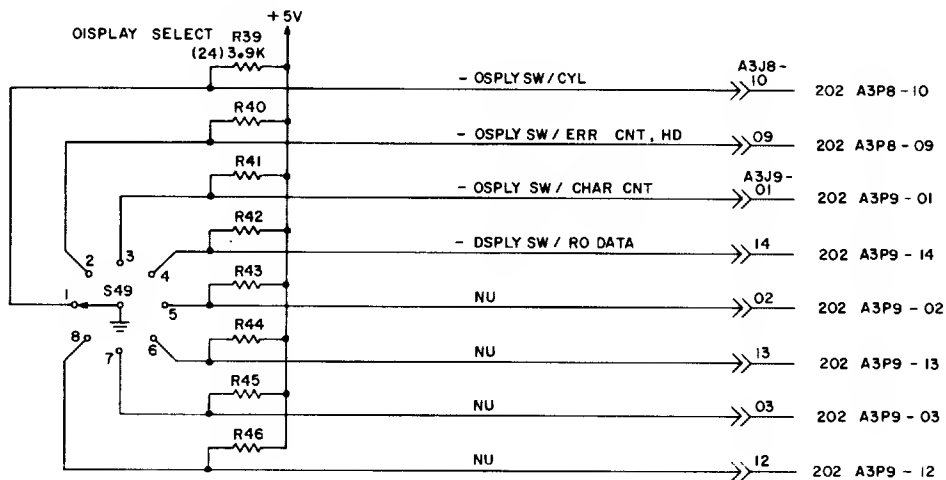 +5V
OISPLAY SELECT
R39
(24)3.9K
A3J8-
- OSPLY SW/CYL
10
202 A3P8-10
R40
- OSPLY SW/ERR CNT, HD
09
202 A3P8-09
R41
A3J9-
- OSPLY SW/ CHAR CNT
01
202 A3P9-01
R42
- DSPLY SW/ RO DATA
14
202 A3P9-14
2
3
4
R43
1
S49
5
NU
02
202 A3P9-02
8
7
6
R44
NU
13
202 A3P9-13
R45
NU
03
202 A3P9-03
R46
NU
12
202 A3P9-12